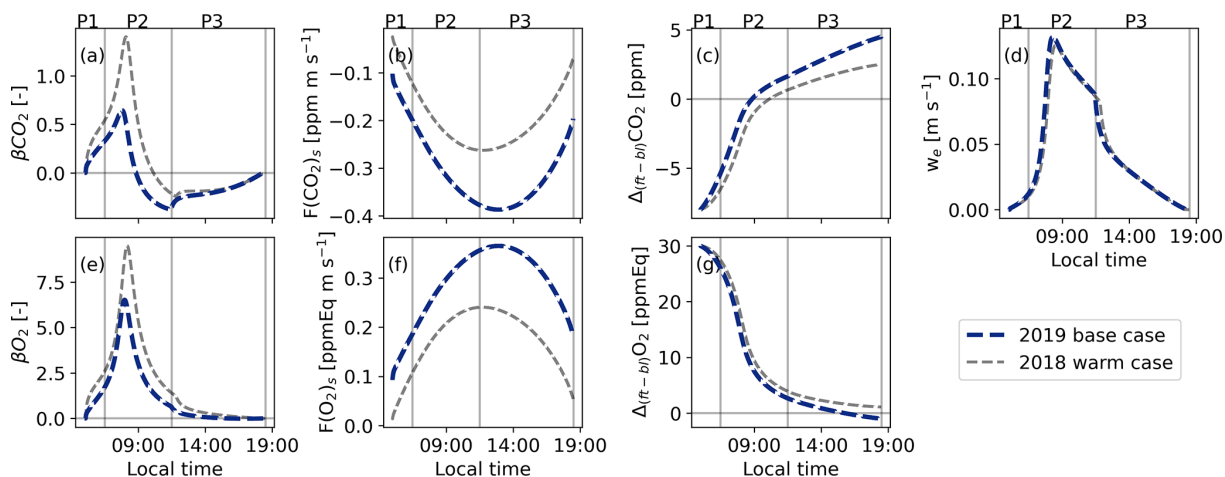 P1 P2 P3
(a)
βCO₂ [-]
1.0
0.5
0.0
P1 P2 P3
(b)
F(CO₂)ₛ [ppm m s⁻¹]
−0.1
−0.2
−0.3
−0.4
P1 P2 P3
(c)
Δ(ft−bl)CO₂ [ppm]
5
0
−5
P1 P2 P3
(d)
wₑ [m s⁻¹]
0.10
0.05
0.00
09:00 14:00 19:00
Local time
(e)
βO₂ [-]
7.5
5.0
2.5
0.0
09:00 14:00 19:00
Local time
(f)
F(O₂)ₛ [ppmEq m s⁻¹]
0.3
0.2
0.1
0.0
09:00 14:00 19:00
Local time
(g)
Δ(ft−bl)O₂ [ppmEq]
30
20
10
0
09:00 14:00 19:00
Local time
2019 base case
2018 warm case